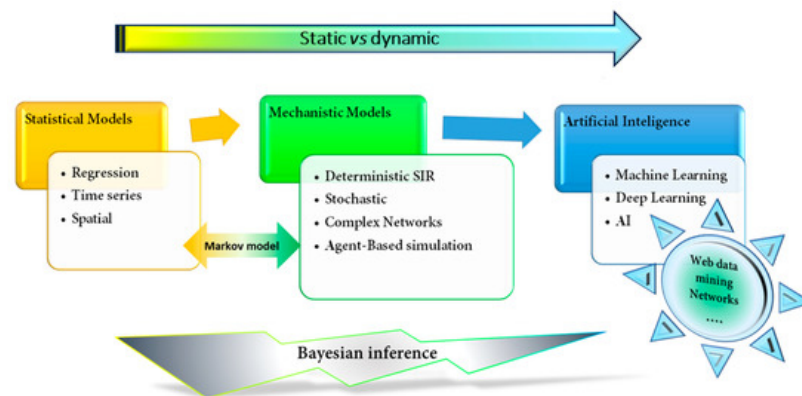 Static vs dynamic
Statistical Models
• Regression
• Time series
• Spatial
Markov model
Mechanistic Models
• Deterministic SIR
• Stochastic
• Complex Networks
• Agent-Based simulation
Artificial Inteligence
• Machine Learning
• Deep Learning
• AI
Web data
mining
Networks
....
Bayesian inference